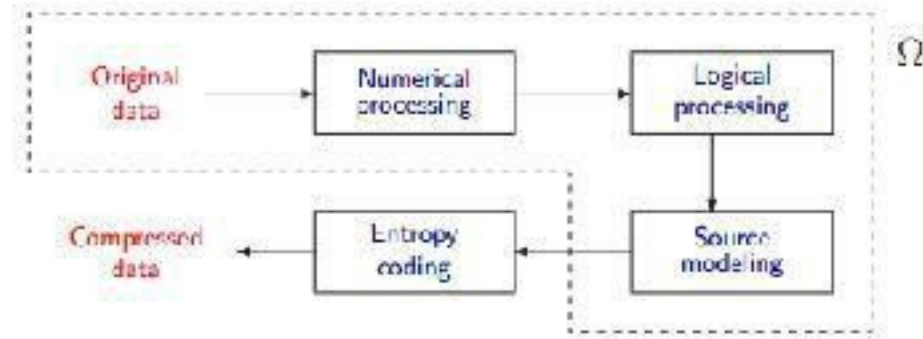 Original
data
Numerical
processing
Logical
processing
Ω
Compressed
data
Entropy
coding
Source
modeling